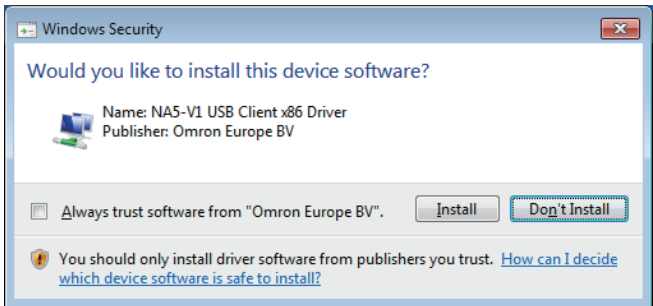 Windows Security
Would you like to install this device software?
Name: NA5-V1 USB Client x86 Driver
Publisher: Omron Europe BV
Always trust software from "Omron Europe BV".
Install
Don't Install
You should only install driver software from publishers you trust. How can I decide
which device software is safe to install?